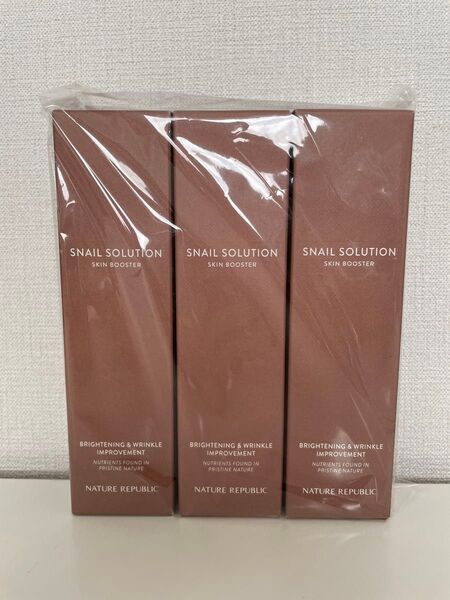 SNAIL SOLUTION
SKIN BOOSTER
BRIGHTENING & WRINKLE
IMPROVEMENT
NUTRIENTS FOUND IN
PRISTINE NATURE
NATURE REPUBLIC
SNAIL SOLUTION
SKIN BOOSTER
BRIGHTENING & WRINKLE
IMPROVEMENT
NUTRIENTS FOUND IN
PRISTINE NATURE
NATURE REPUBLIC
SNAIL SOLUTION
SKIN BOOSTER
BRIGHTENING & WRINKLE
IMPROVEMENT
NUTRIENTS FOUND IN
PRISTINE NATURE
NATURE REPUBLIC